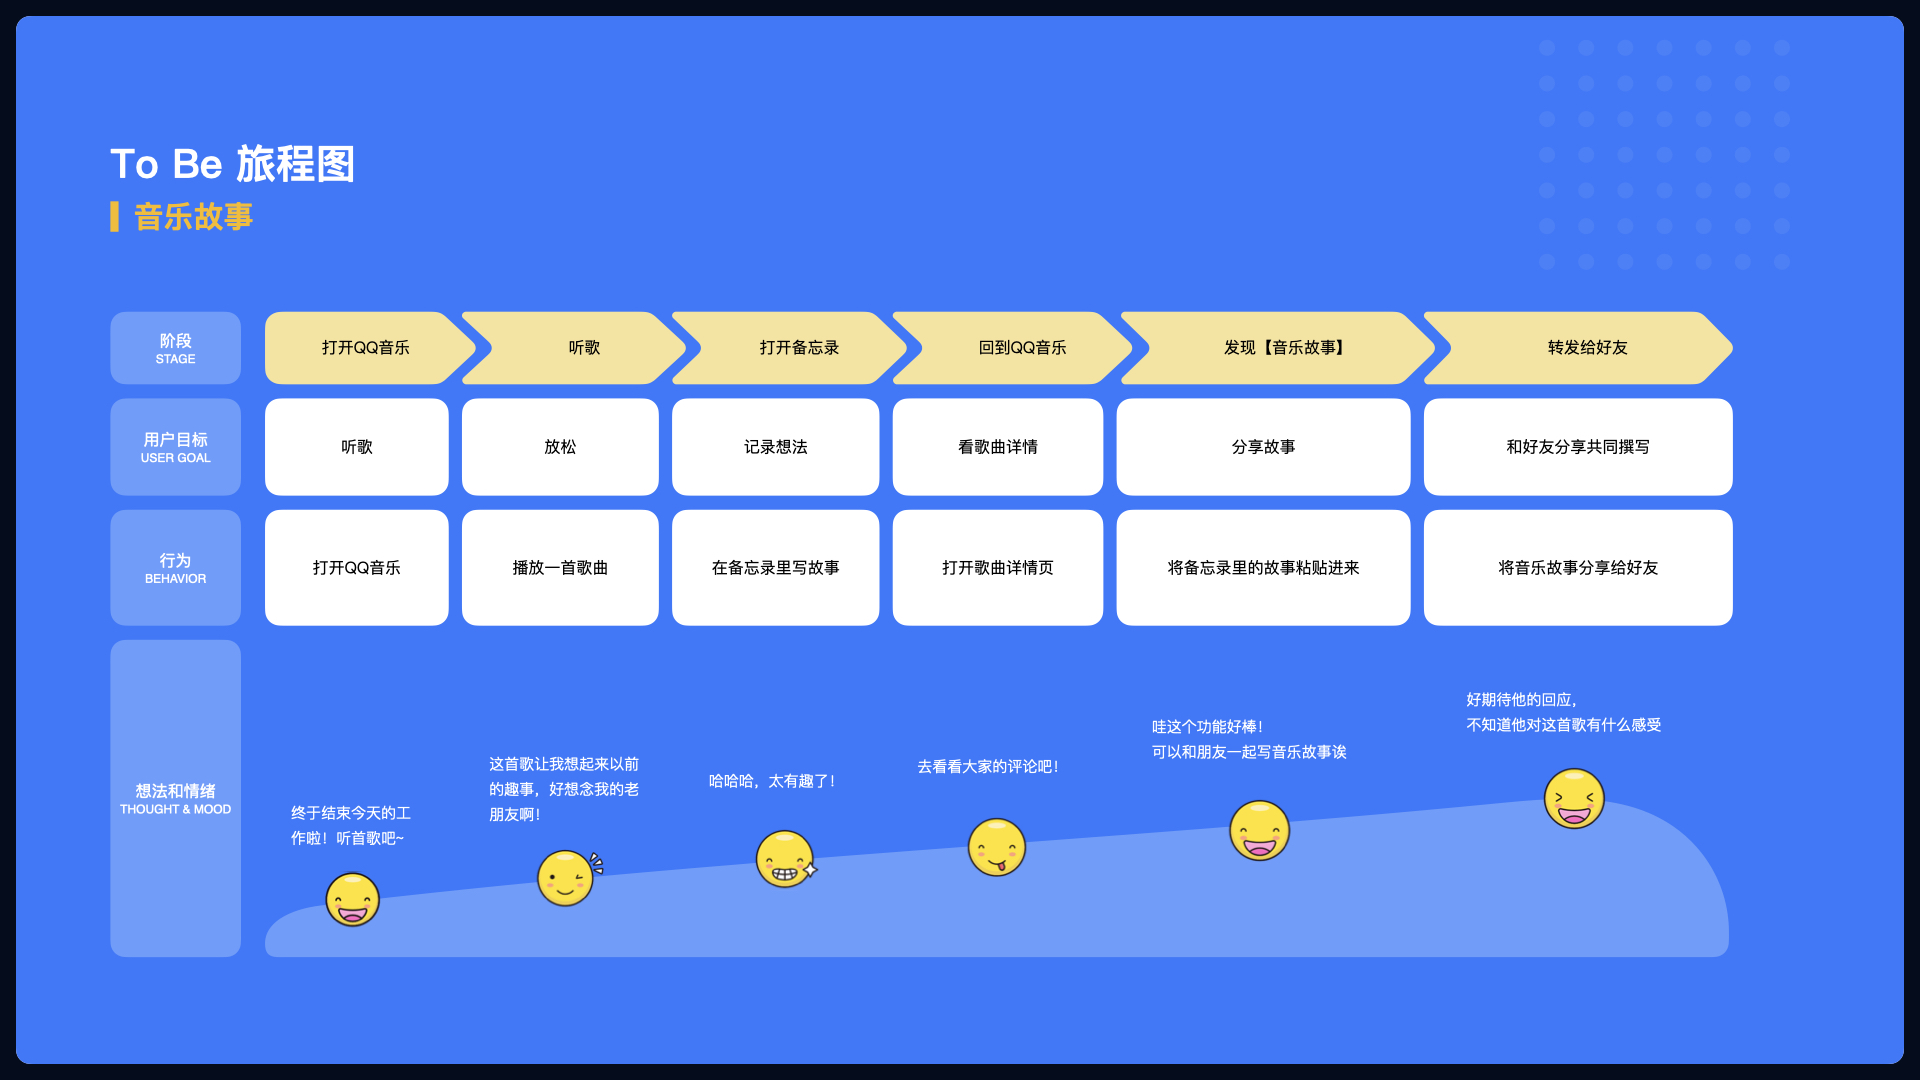 To Be 旅程图
音乐故事
阶段
STAGE
打开QQ音乐
听歌
打开备忘录
回到QQ音乐
发现【音乐故事】
转发给好友
用户目标
USER GOAL
听歌
放松
记录想法
看歌曲详情
分享故事
和好友分享共同撰写
行为
BEHAVIOR
打开QQ音乐
播放一首歌曲
在备忘录里写故事
打开歌曲详情页
将备忘录里的故事粘贴进来
将音乐故事分享给好友
想法和情绪
THOUGHT & MOOD
终于结束今天的工
作啦！听首歌吧~
这首歌让我想起来以前
的趣事，好想念我的老
朋友啊！
哈哈哈，太有趣了！
去看看大家的评论吧！
哇这个功能好棒！
可以和朋友一起写音乐故事诶
好期待他的回应，
不知道他对这首歌有什么感受